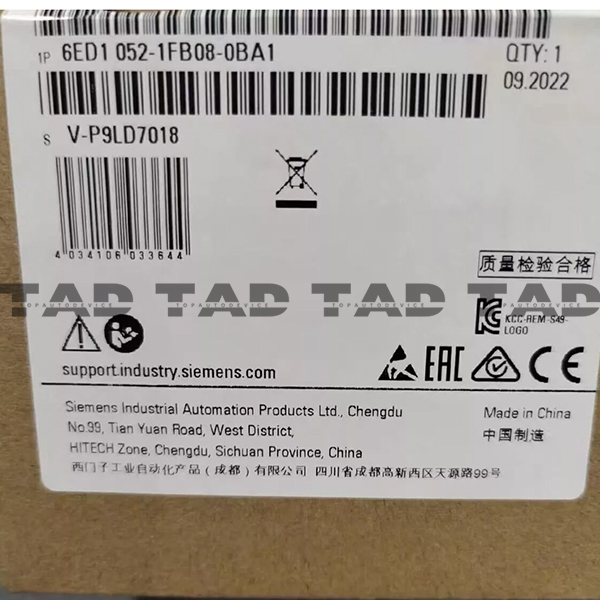 1P 6ED1 052-1FB08-0BA1 QTY: 1
09.2022
S V-P9LD7018
4 034106 033644
质量检验合格
TAD TAD TAD TAD
TOPAUTODEVICE TOPAUTODEVICE TOPAUTODEVICE TOPAUTODEVICE
KCC-REM-S49-
LOGO
support.industry.siemens.com
EAC CE
Siemens Industrial Automation Products Ltd., Chengdu
No.99, Tian Yuan Road, West District,
HITECH Zone, Chengdu, Sichuan Province, China
西门子工业自动化产品（成都）有限公司 四川省成都高新西区天源路99号
Made in China
中国制造